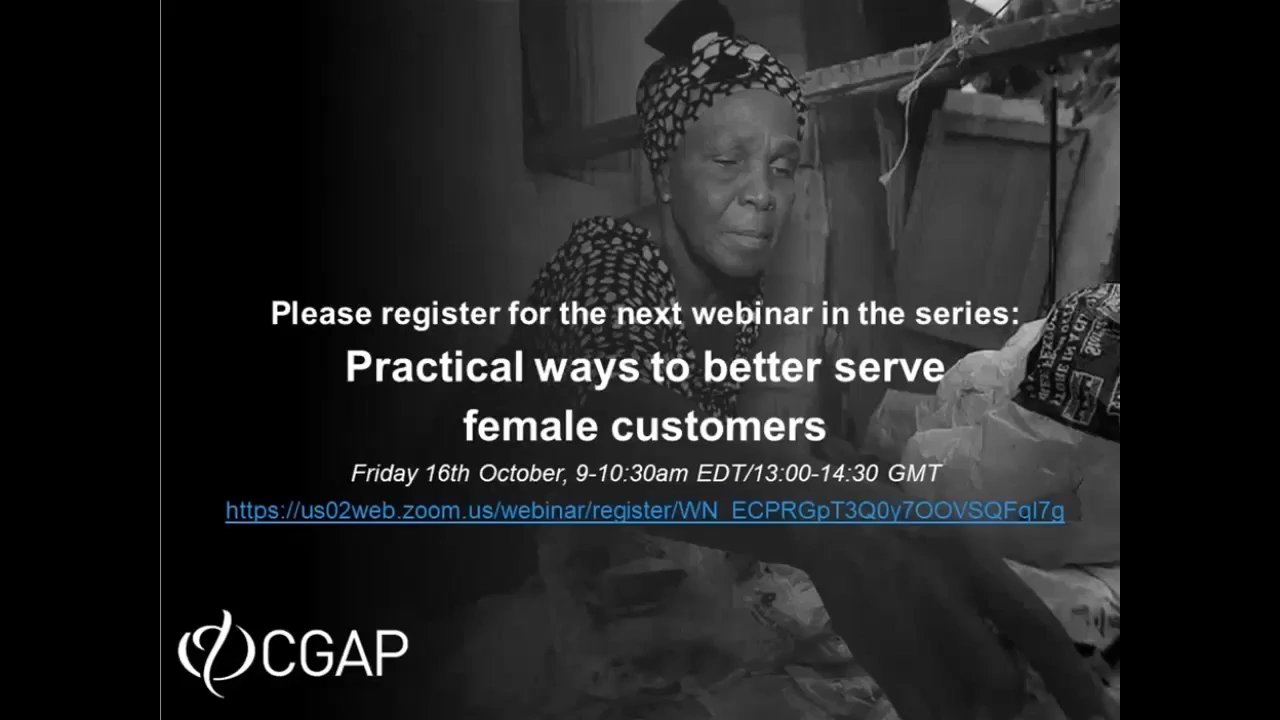 Please register for the next webinar in the series:
Practical ways to better serve
female customers
Friday 16th October, 9-10:30am EDT/13:00-14:30 GMT
https://us02web.zoom.us/webinar/register/WN_ECPRGpT3Q0y7OOVSQFqI7g
CGAP